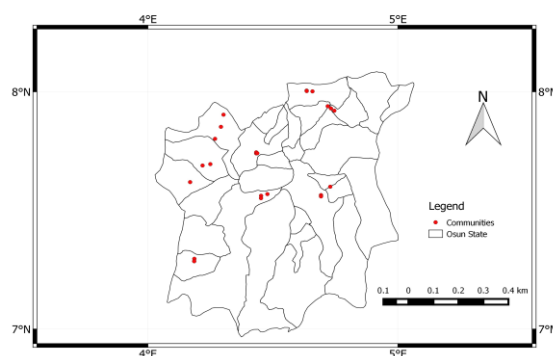 4°E 5°E
8°N 8°N
N
Legend
Communities
Osun State
0.1 0 0.1 0.2 0.3 0.4 km
7°N 7°N
4°E 5°E